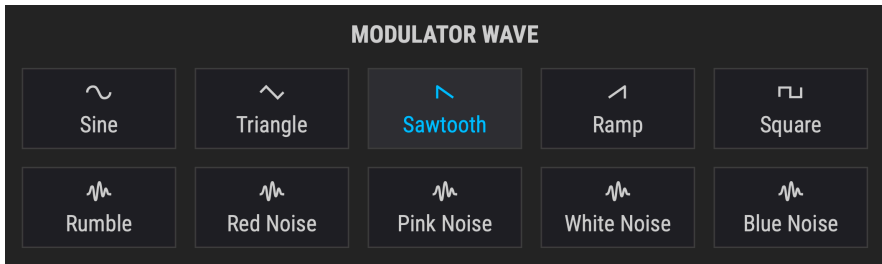 MODULATOR WAVE
Sine
Triangle
Sawtooth
Ramp
Square
Rumble
Red Noise
Pink Noise
White Noise
Blue Noise